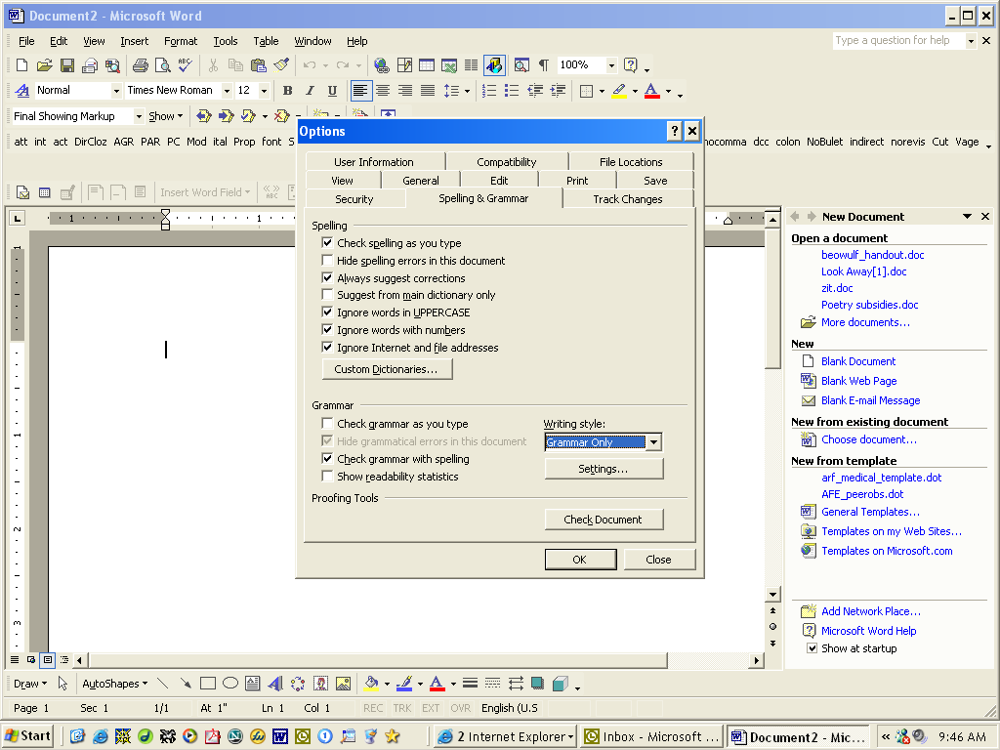 Document2 - Microsoft Word
File Edit View Insert Format Tools Table Window Help
Type a question for help
100%
Normal Times New Roman 12 B I U
Final Showing Markup Show
att int act DirCloz AGR PAR PC Mod ital Prop font S
nocomma dcc colon NoBulet indirect norevis Cut Vage
Insert Word Field
Options
User Information Compatibility File Locations
View General Edit Print Save
Security Spelling & Grammar Track Changes
Spelling
Check spelling as you type
Hide spelling errors in this document
Always suggest corrections
Suggest from main dictionary only
Ignore words in UPPERCASE
Ignore words with numbers
Ignore Internet and file addresses
Custom Dictionaries...
Grammar
Check grammar as you type
Writing style:
Hide grammatical errors in this document
Grammar Only
Check grammar with spelling
Settings...
Show readability statistics
Proofing Tools
Check Document
OK Close
New Document
Open a document
beowulf_handout.doc
Look Away[1].doc
zit.doc
Poetry subsidies.doc
More documents...
New
Blank Document
Blank Web Page
Blank E-Mail Message
New from existing document
Choose document...
New from template
arf_medical_template.dot
AFE_peerobs.dot
General Templates...
Templates on my Web Sites...
Templates on Microsoft.com
Add Network Place...
Microsoft Word Help
Show at startup
Draw AutoShapes
Page 1 Sec 1 1/1 At 1" Ln 1 Col 1 REC TRK EXT OVR English (U.S
Start 2 Internet Explorer Inbox - Microsoft ... Document2 - Mic... 9:46 AM